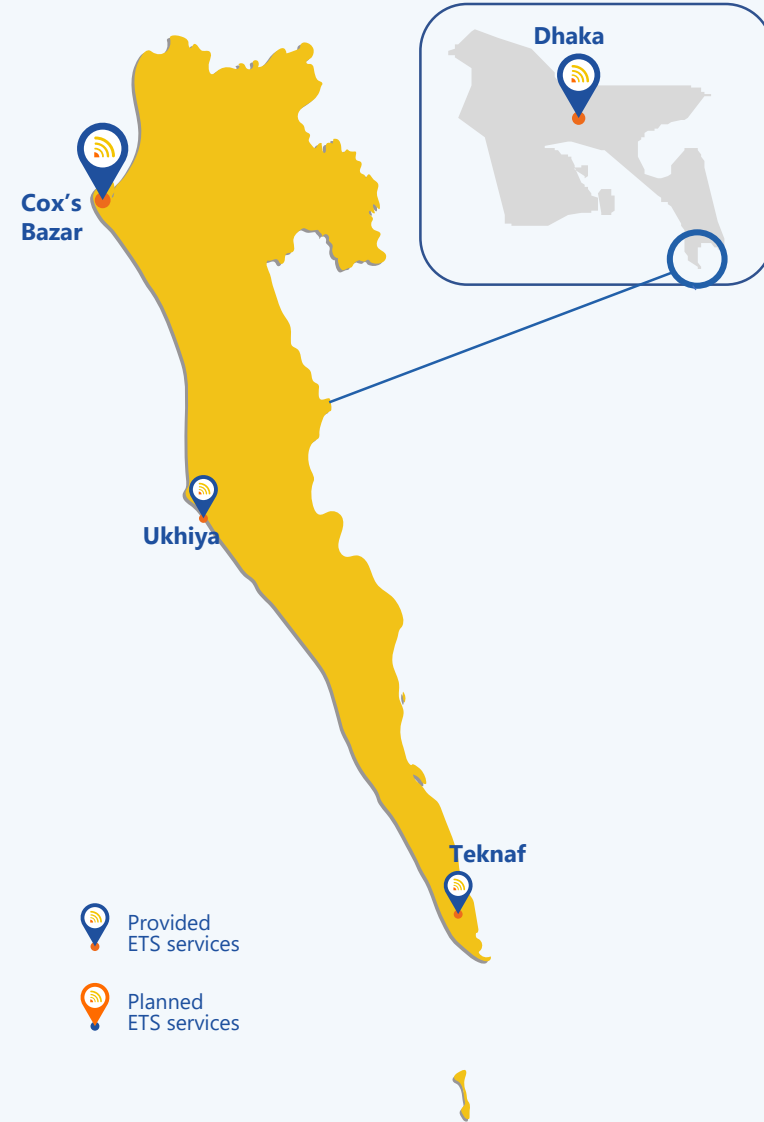 Dhaka
Cox's
Bazar
Ukhiya
Teknaf
Provided
ETS services
Planned
ETS services